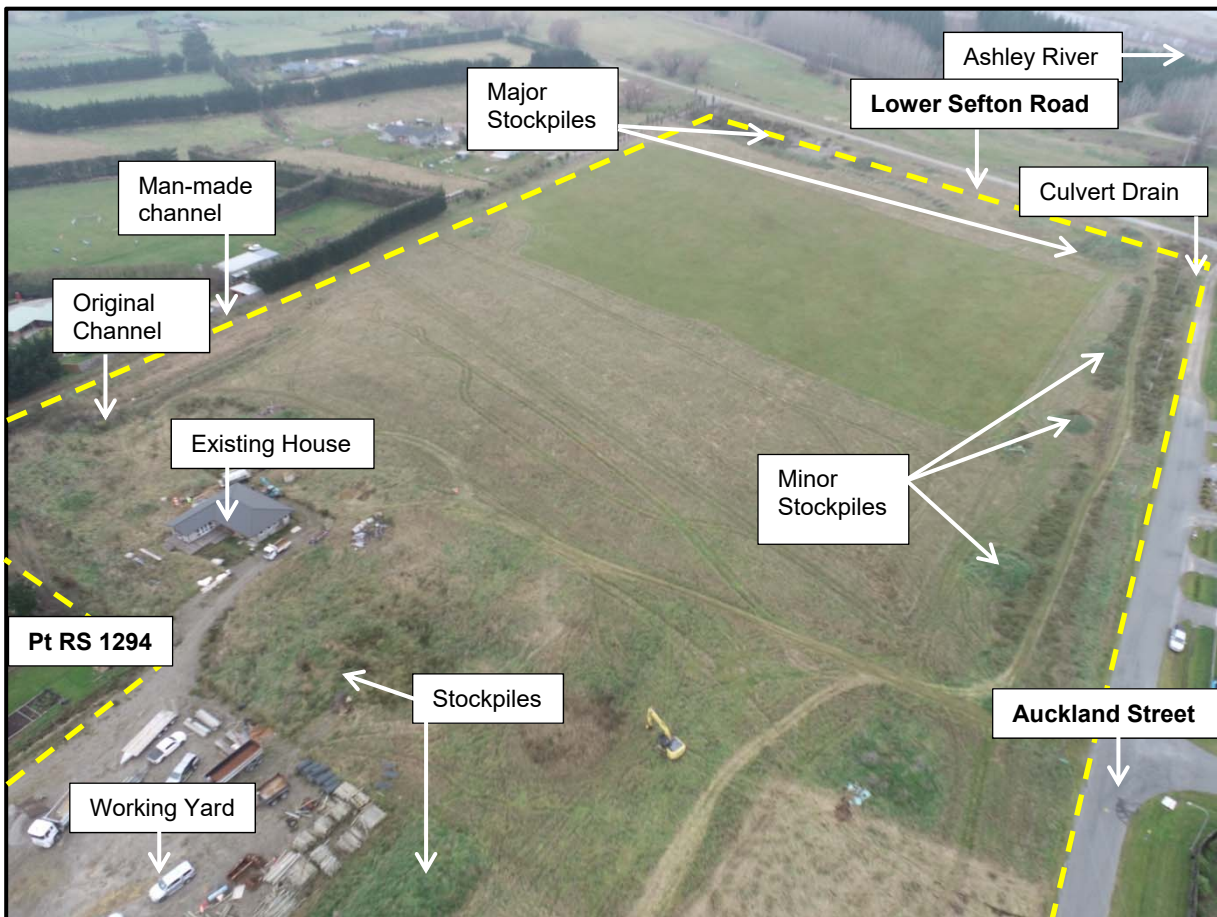 Ashley River
Major
Stockpiles
Lower Sefton Road
Man-made
channel
Culvert Drain
Original
Channel
Existing House
Minor
Stockpiles
Pt RS 1294
Stockpiles
Auckland Street
Working Yard